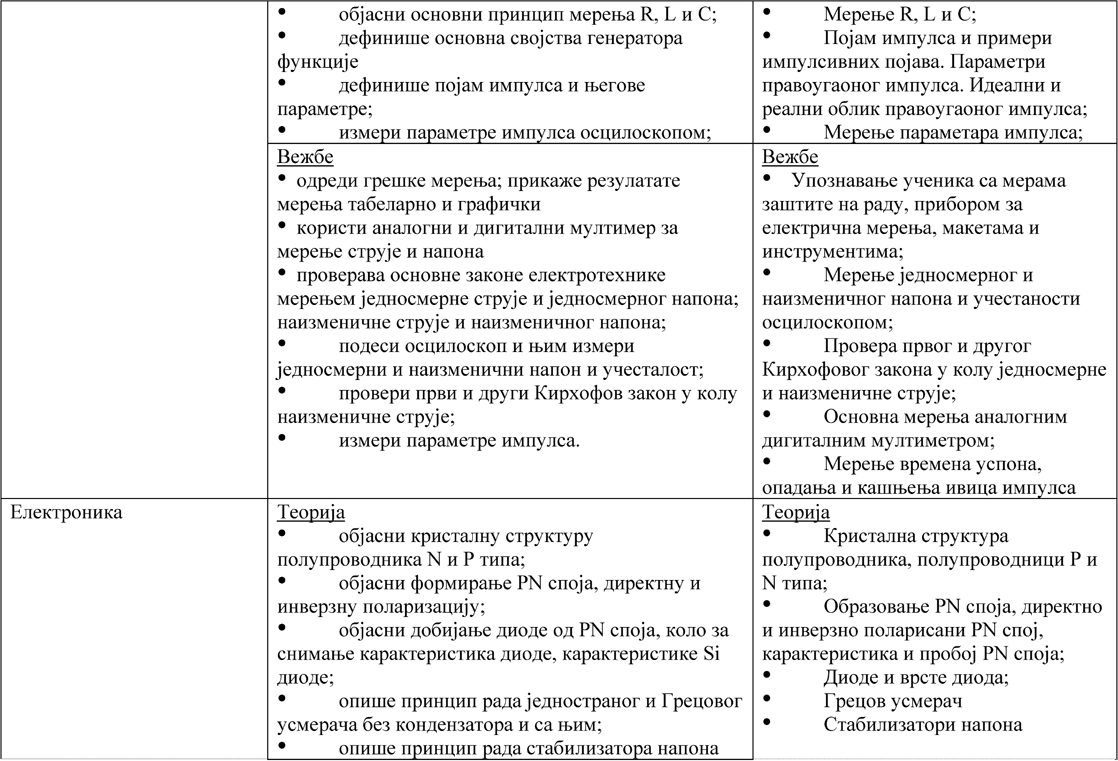 • објасни основни принцип мерења R, L и C;
• дефинише основна својства генератора
функције
• дефинише појам импулса и његове
параметре;
• измери параметре импулса осцилоскопом;
• Мерење R, L и C;
• Појам импулса и примери
импулсивних појава. Параметри
правоугаоног импулса. Идеални и
реални облик правоугаоног импулса;
• Мерење параметара импулса;
Вежбе
• одреди грешке мерења; прикаже резулатате
мерења табеларно и графички
• користи аналогни и дигитални мултимер за
мерење струје и напона
• проверава основне законе електротехнике
мерењем једносмерне струје и једносмерног напона;
наизменичне струје и наизменичног напона;
• подеси осцилоскоп и њим измери
једносмерни и наизменични напон и учесталост;
• провери први и други Кирхофов закон у колу
наизменичне струје;
• измери параметре импулса.
Вежбе
• Упознавање ученика са мерама
заштите на раду, прибором за
електрична мерења, макетама и
инструментима;
• Мерење једносмерног и
наизменичног напона и учестаности
осцилоскопом;
• Провера првог и другог
Кирхофовог закона у колу једносмерне
и наизменичне струје;
• Основна мерења аналогним
дигиталним мултиметром;
• Мерење времена успона,
опадања и кашњења ивица импулса
Електроника
Теорија
• објасни кристалну структуру
полупроводника N и P типа;
• објасни формирање PN споја, директну и
инверзну поларизацију;
• објасни добијање диоде од PN споја, коло за
снимање карактеристика диоде, карактеристике Si
диоде;
• опише принцип рада једностраног и Грецовог
усмерача без кондензатора и са њим;
• опише принцип рада стабилизатора напона
Теорија
• Кристална структура
полупроводника, полупроводници P и
N типа;
• Образовање PN споја, директно
и инверзно поларисани PN спој,
карактеристика и пробој PN споја;
• Диоде и врсте диода;
• Грецов усмерач
• Стабилизатори напона